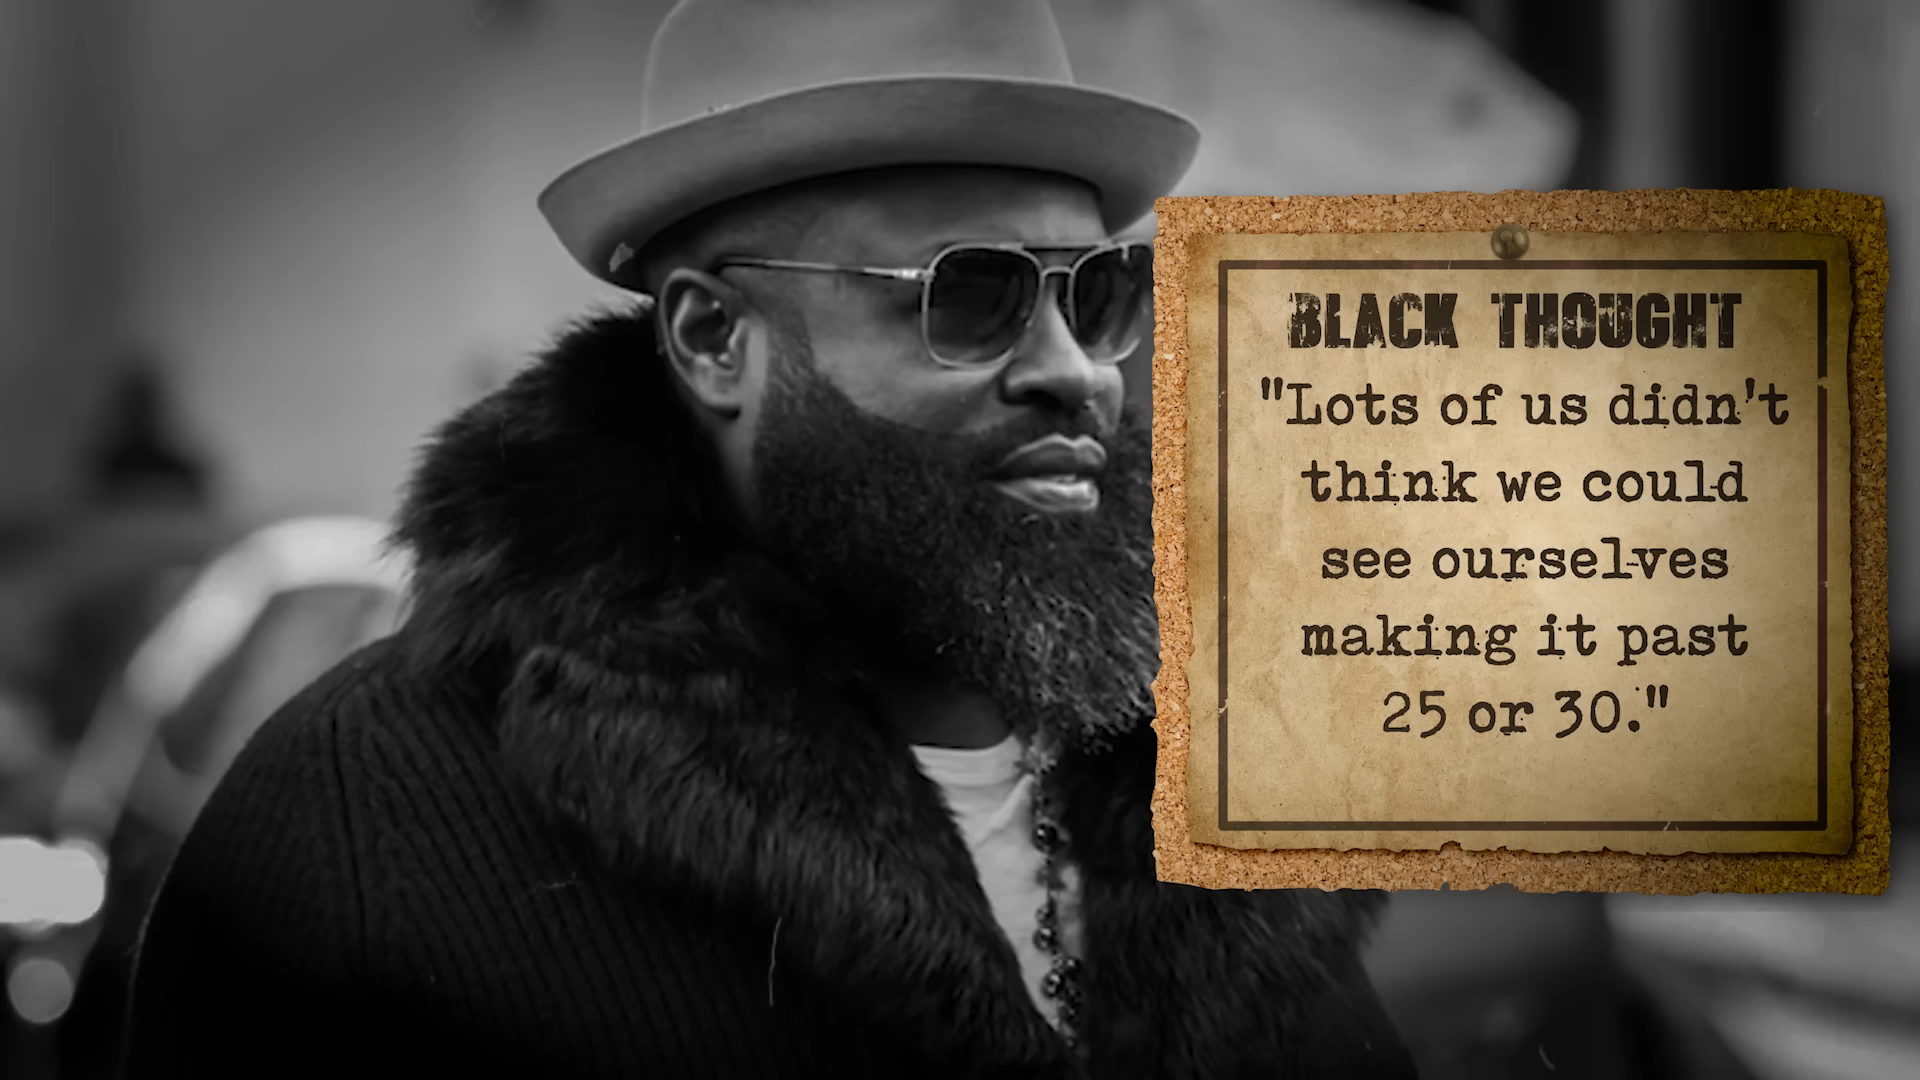 BLACK THOUGHT
"Lots of us didn't
think we could
see ourselves
making it past
25 or 30."